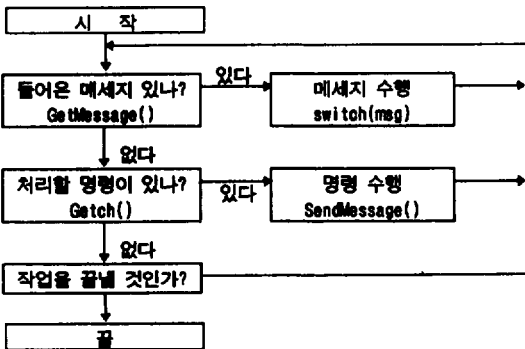 시 작
들어온 메세지 있나?
GetMessage()
있다
메세지 수행
switch(msg)
없다
처리할 명령이 있나?
Getch()
있다
명령 수행
SendMessage()
없다
작업을 끝낼 것인가?
끝